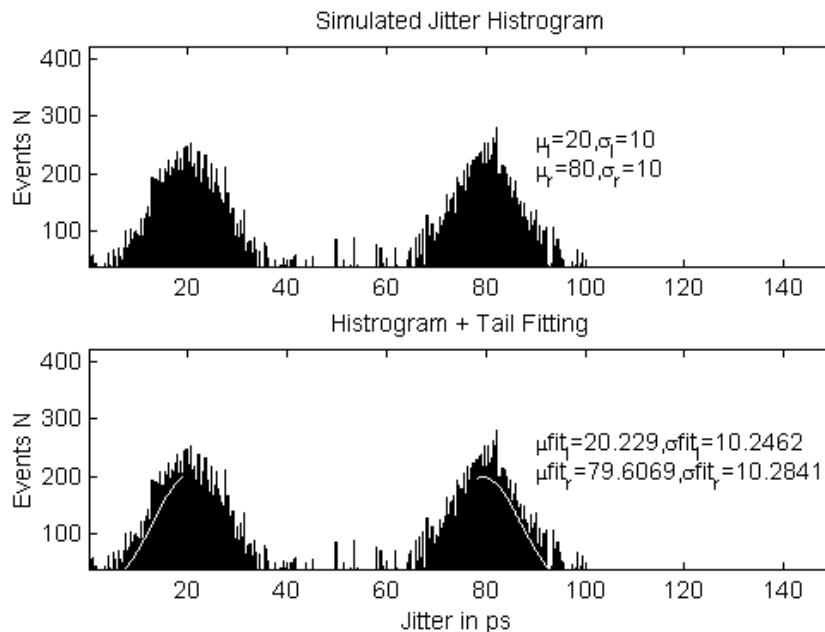 Simulated Jitter Histrogram
400
300
200
100
Events N
μl=20,σl=10
μr=80,σr=10
20 40 60 80 100 120 140
Histrogram + Tail Fitting
400
300
200
100
Events N
μfitl=20.229,σfitl=10.2462
μfitr=79.6069,σfitr=10.2841
20 40 60 80 100 120 140
Jitter in ps